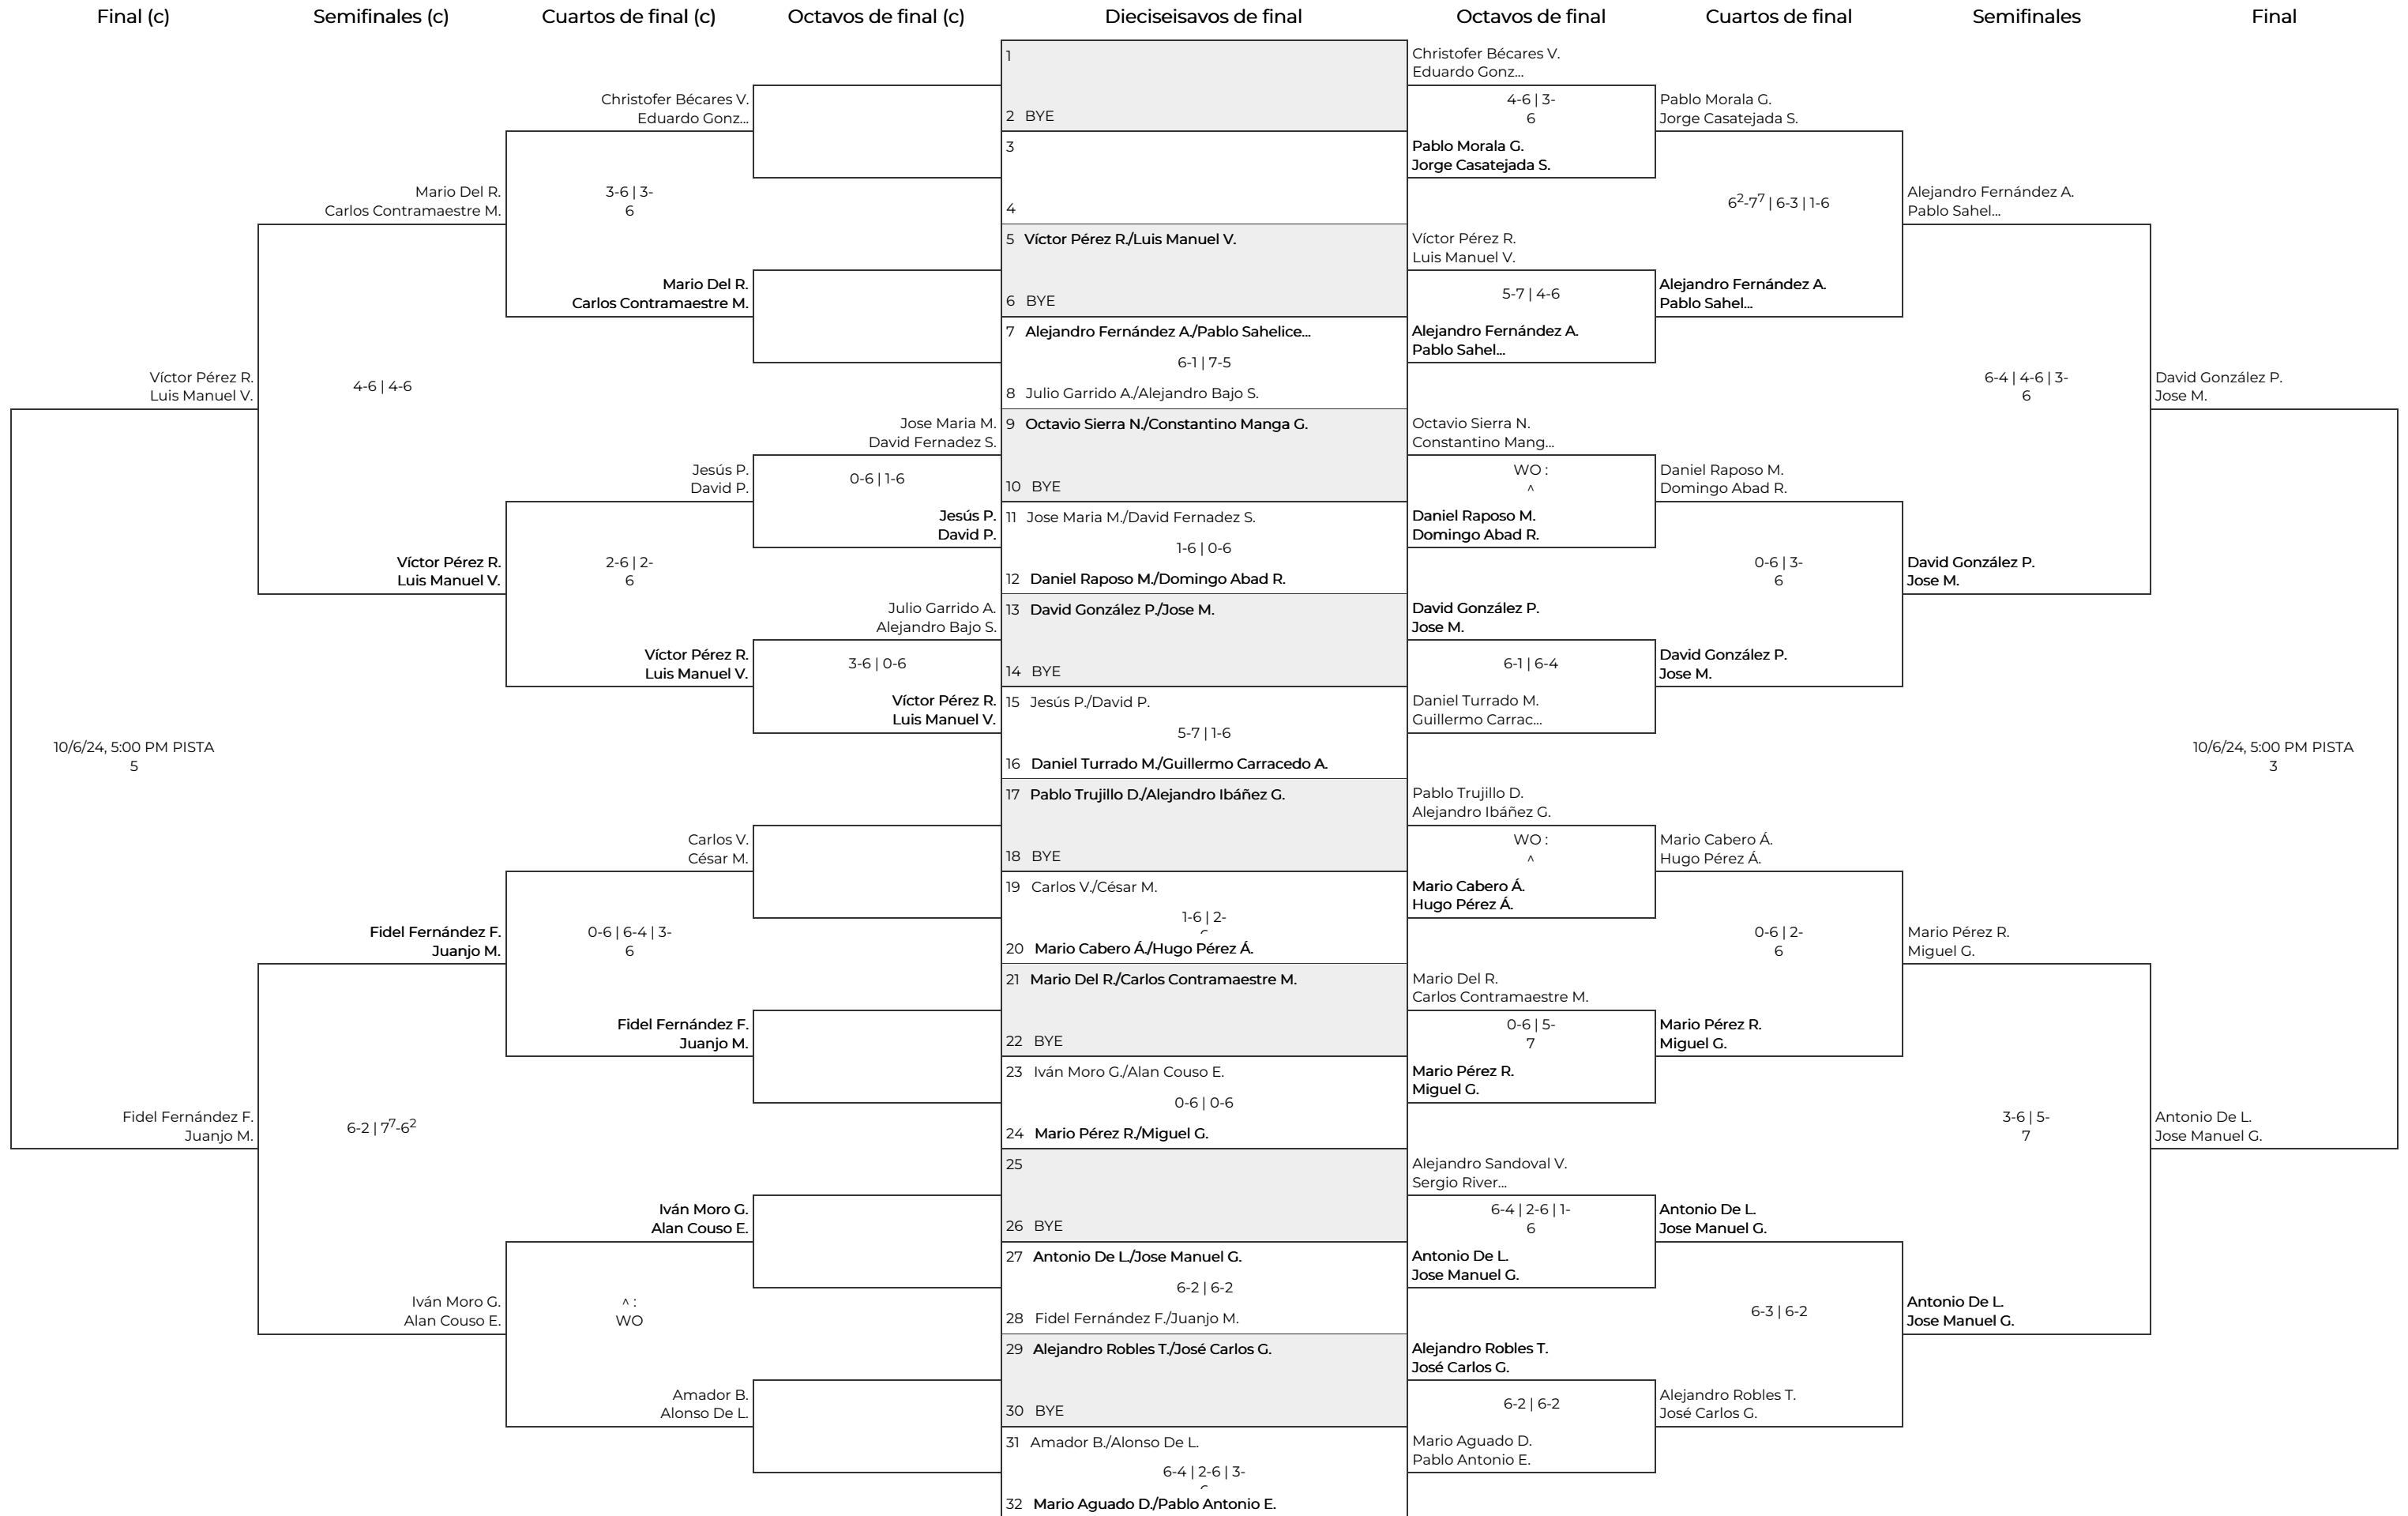 Final (c)
Semifinales (c)
Cuartos de final (c)
Octavos de final (c)
Dieciseisavos de final
Octavos de final
Cuartos de final
Semifinales
Final
Víctor Pérez R.
Luis Manuel V.
10/6/24, 5:00 PM PISTA
5
Fidel Fernández F.
Juanjo M.
Mario Del R.
Carlos Contramaestre M.
4-6 | 4-6
Víctor Pérez R.
Luis Manuel V.
Fidel Fernández F.
Juanjo M.
6-2 | 7⁷-6²
Iván Moro G.
Alan Couso E.
Christofer Bécares V.
Eduardo Gonz...
3-6 | 3-
6
Mario Del R.
Carlos Contramaestre M.
Jesús P.
David P.
2-6 | 2-
6
Víctor Pérez R.
Luis Manuel V.
Carlos V.
César M.
0-6 | 6-4 | 3-
6
Fidel Fernández F.
Juanjo M.
Iván Moro G.
Alan Couso E.
^ :
WO
Amador B.
Alonso De L.
Jose Maria M.
David Fernadez S.
0-6 | 1-6
Jesús P.
David P.
Julio Garrido A.
Alejandro Bajo S.
3-6 | 0-6
Víctor Pérez R.
Luis Manuel V.
1
2 BYE
3
4
5 Víctor Pérez R./Luis Manuel V.
6 BYE
7 Alejandro Fernández A./Pablo Sahelice...
6-1 | 7-5
8 Julio Garrido A./Alejandro Bajo S.
9 Octavio Sierra N./Constantino Manga G.
10 BYE
11 Jose Maria M./David Fernadez S.
1-6 | 0-6
12 Daniel Raposo M./Domingo Abad R.
13 David González P./Jose M.
14 BYE
15 Jesús P./David P.
5-7 | 1-6
16 Daniel Turrado M./Guillermo Carracedo A.
17 Pablo Trujillo D./Alejandro Ibáñez G.
18 BYE
19 Carlos V./César M.
1-6 | 2-
20 Mario Cabero Á./Hugo Pérez Á.
21 Mario Del R./Carlos Contramaestre M.
22 BYE
23 Iván Moro G./Alan Couso E.
0-6 | 0-6
24 Mario Pérez R./Miguel G.
25
26 BYE
27 Antonio De L./Jose Manuel G.
6-2 | 6-2
28 Fidel Fernández F./Juanjo M.
29 Alejandro Robles T./José Carlos G.
30 BYE
31 Amador B./Alonso De L.
6-4 | 2-6 | 3-
32 Mario Aguado D./Pablo Antonio E.
Christofer Bécares V.
Eduardo Gonz...
4-6 | 3-
6
Pablo Morala G.
Jorge Casatejada S.
Víctor Pérez R.
Luis Manuel V.
5-7 | 4-6
Alejandro Fernández A.
Pablo Sahel...
Octavio Sierra N.
Constantino Mang...
WO :
^
Daniel Raposo M.
Domingo Abad R.
David González P.
Jose M.
6-1 | 6-4
Daniel Turrado M.
Guillermo Carrac...
Pablo Trujillo D.
Alejandro Ibáñez G.
WO :
^
Mario Cabero Á.
Hugo Pérez Á.
Mario Del R.
Carlos Contramaestre M.
0-6 | 5-
7
Mario Pérez R.
Miguel G.
Alejandro Sandoval V.
Sergio River...
6-4 | 2-6 | 1-
6
Antonio De L.
Jose Manuel G.
Alejandro Robles T.
José Carlos G.
6-2 | 6-2
Mario Aguado D.
Pablo Antonio E.
Pablo Morala G.
Jorge Casatejada S.
6²-7⁷ | 6-3 | 1-6
Alejandro Fernández A.
Pablo Sahel...
Daniel Raposo M.
Domingo Abad R.
0-6 | 3-
6
David González P.
Jose M.
Mario Cabero Á.
Hugo Pérez Á.
0-6 | 2-
6
Mario Pérez R.
Miguel G.
Antonio De L.
Jose Manuel G.
6-3 | 6-2
Alejandro Robles T.
José Carlos G.
Alejandro Fernández A.
Pablo Sahel...
6-4 | 4-6 | 3-
6
David González P.
Jose M.
Mario Pérez R.
Miguel G.
3-6 | 5-
7
Antonio De L.
Jose Manuel G.
David González P.
Jose M.
10/6/24, 5:00 PM PISTA
3
Antonio De L.
Jose Manuel G.